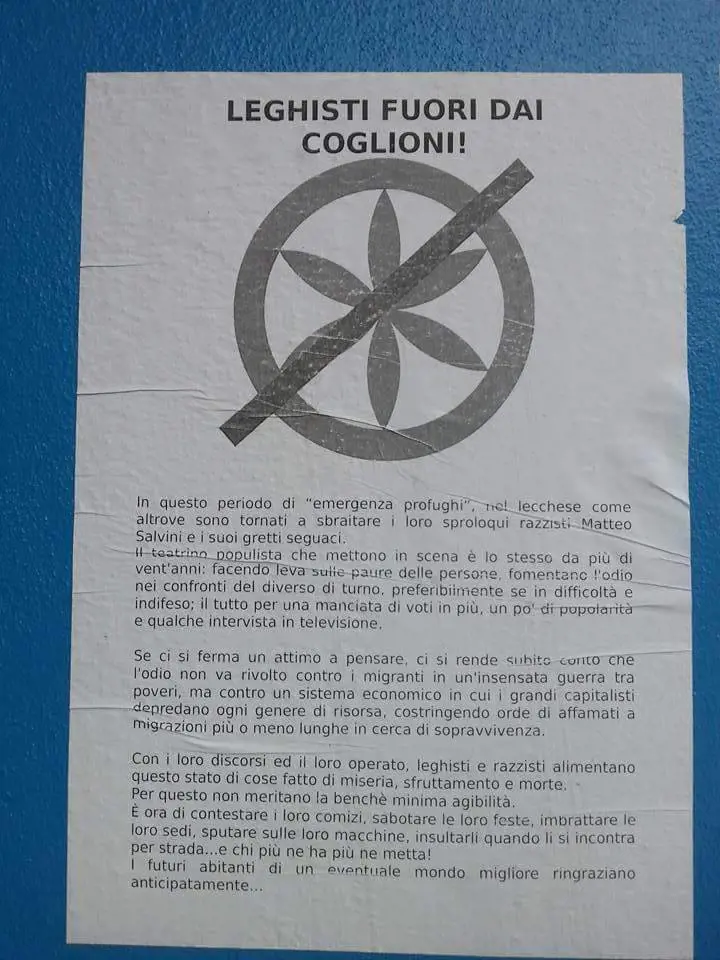 LEGHISTI FUORI DAI
COGLIONI!
In questo periodo di "emergenza profughi", nel lecchese come
altrove sono tornati a sbraitare i loro sproloqui razzisti Matteo
Salvini e i suoi gretti seguaci.
Il teatrino populista che mettono in scena è lo stesso da più di
vent'anni: facendo leva sulle paure delle persone, fomentano l'odio
nei confronti del diverso di turno, preferibilmente se in difficoltà e
indifeso; il tutto per una manciata di voti in più, un po' di popolarità
e qualche intervista in televisione.
Se ci si ferma un attimo a pensare, ci si rende subito conto che
l'odio non va rivolto contro i migranti in un'insensata guerra tra
poveri, ma contro un sistema economico in cui i grandi capitalisti
depredano ogni genere di risorsa, costringendo orde di affamati a
migrazioni più o meno lunghe in cerca di sopravvivenza.
Con i loro discorsi ed il loro operato, leghisti e razzisti alimentano
questo stato di cose fatto di miseria, sfruttamento e morte.
Per questo non meritano la benchè minima agibilità.
È ora di contestare i loro comizi, sabotare le loro feste, imbrattare le
loro sedi, sputare sulle loro macchine, insultarli quando li si incontra
per strada...e chi più ne ha più ne metta!
I futuri abitanti di un eventuale mondo migliore ringraziano
anticipatamente...